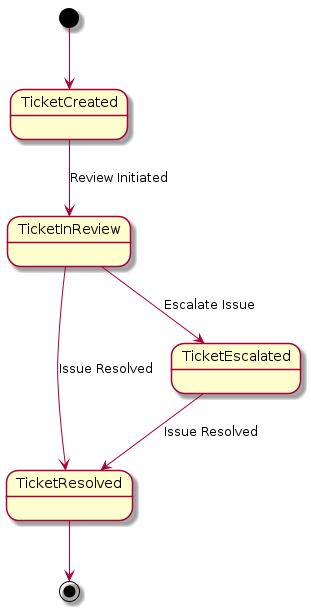 TicketCreated
Review Initiated
TicketInReview
Escalate Issue
TicketEscalated
Issue Resolved
Issue Resolved
TicketResolved